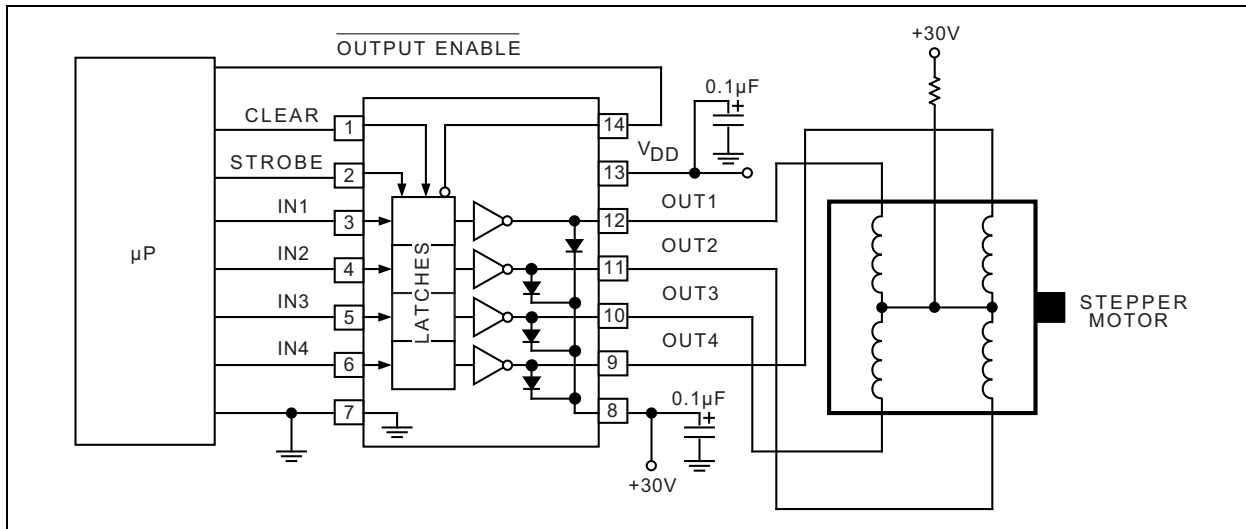 +30V
OUTPUT ENABLE
0.1µF
+
CLEAR
1
14
VDD
STROBE
2
13
IN1
3
12
OUT1
µP
LATCHES
IN2
4
11
OUT2
IN3
5
10
OUT3
STEPPER
MOTOR
IN4
6
9
OUT4
7
8
0.1µF
+
+30V